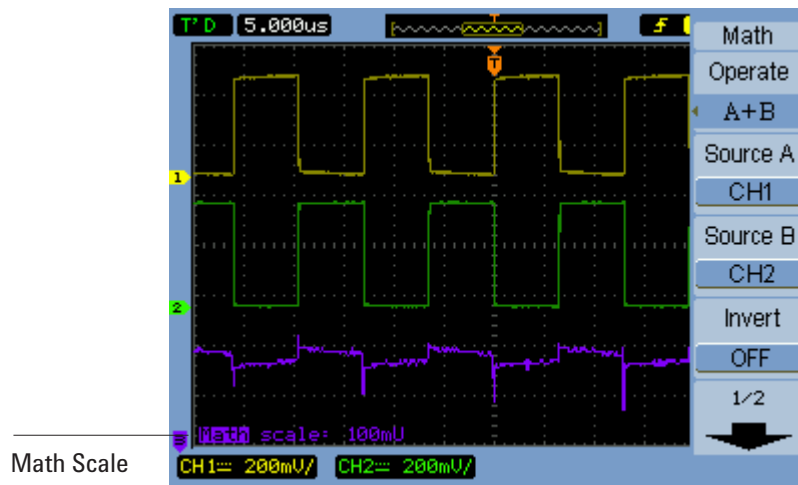 T'D 5.000us
T
T
Math
Operate
A+B
Source A
CH1
Source B
CH2
Invert
OFF
1/2
1
2
Math scale: 100mU
Math Scale
CH1 200mV/ CH2 200mV/